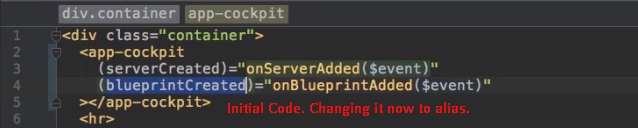 div.container app-cockpit
1 <div class="container">
2 <app-cockpit
3 (serverCreated)="onServerAdded($event)"
4 (blueprintCreated)="onBlueprintAdded($event)"
5 ></app-cockpit> Initial Code. Changing it now to alias.
6 <hr>